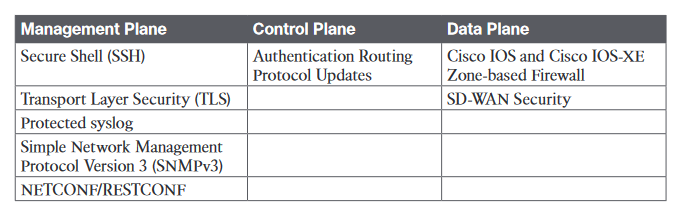 Management Plane Control Plane Data Plane
Secure Shell (SSH) Authentication Routing Cisco IOS and Cisco IOS-XE
Protocol Updates Zone-based Firewall
Transport Layer Security (TLS) SD-WAN Security
Protected syslog
Simple Network Management
Protocol Version 3 (SNMPv3)
NETCONF/RESTCONF